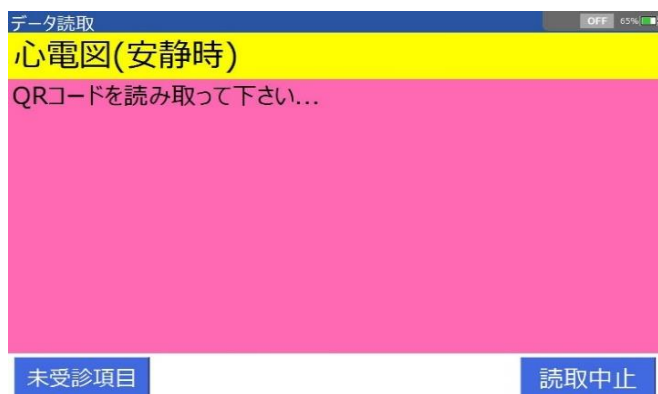 データ読取
OFF 65%
心電図(安静時)
QRコードを読み取って下さい...
未受診項目
読取中止